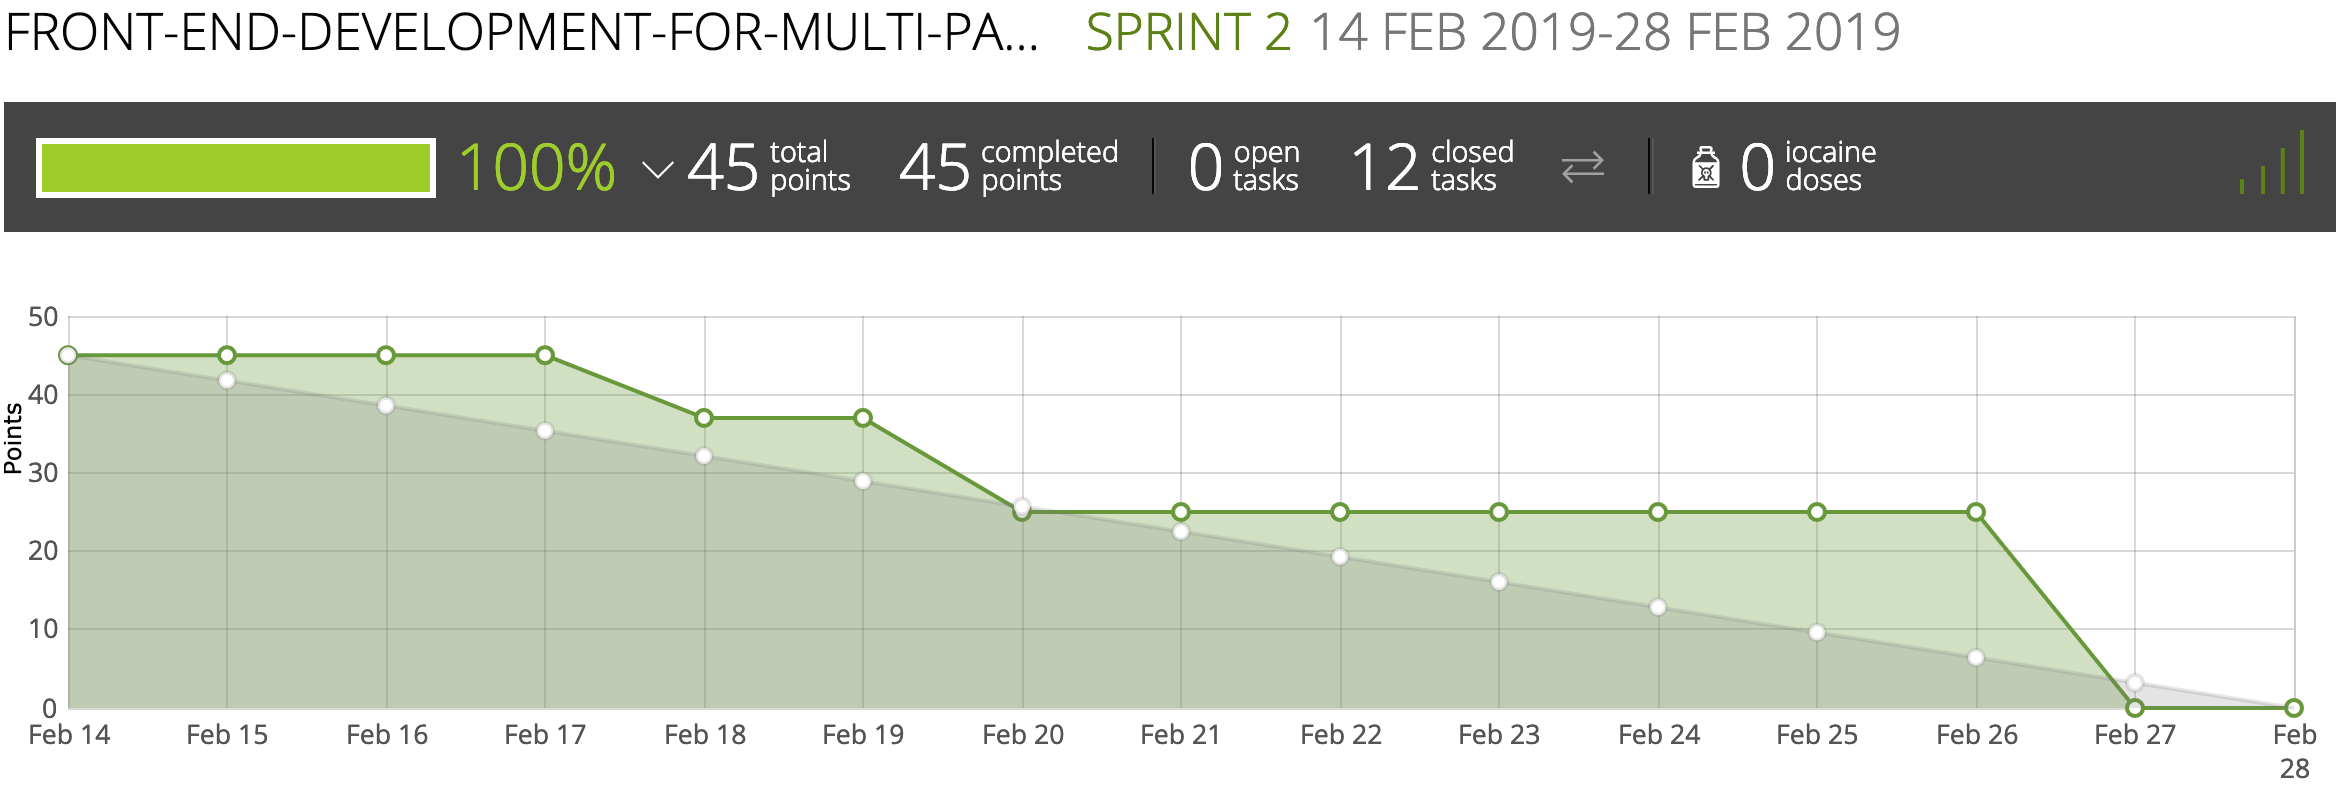 FRONT-END-DEVELOPMENT-FOR-MULTI-PA... SPRINT 2 14 FEB 2019-28 FEB 2019
100% 45 total points 45 completed points 0 open tasks 12 closed tasks 0 iocaine doses
Points
50
40
30
20
10
0
Feb 14 Feb 15 Feb 16 Feb 17 Feb 18 Feb 19 Feb 20 Feb 21 Feb 22 Feb 23 Feb 24 Feb 25 Feb 26 Feb 27 Feb 28